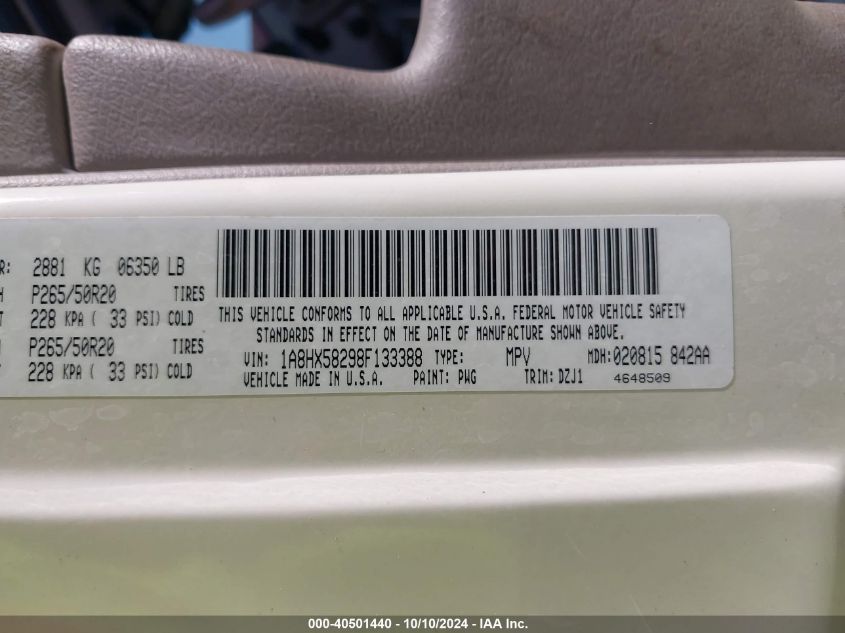 R: 2881 KG 06350 LB
P265/50R20 TIRES
228 KPA ( 33 PSI) COLD
P265/50R20 TIRES
228 KPA ( 33 PSI) COLD
THIS VEHICLE CONFORMS TO ALL APPLICABLE U.S.A. FEDERAL MOTOR VEHICLE SAFETY
STANDARDS IN EFFECT ON THE DATE OF MANUFACTURE SHOWN ABOVE.
VIN: 1A8HX58298F133388 TYPE: MPV MDH:020815 842AA
VEHICLE MADE IN U.S.A. PAINT: PWG TRIM: DZJ1 4648509
000-40501440 - 10/10/2024 - IAA Inc.